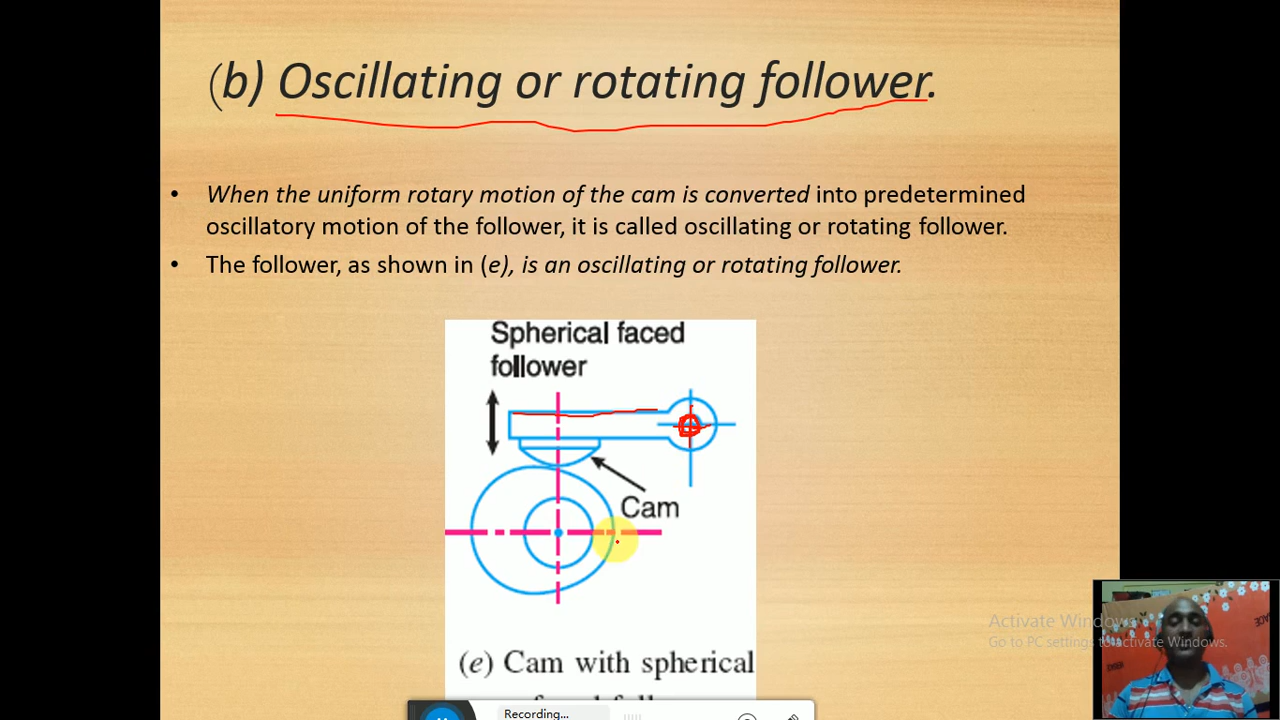 (b) Oscillating or rotating follower.
• When the uniform rotary motion of the cam is converted into predetermined
oscillatory motion of the follower, it is called oscillating or rotating follower.
• The follower, as shown in (e), is an oscillating or rotating follower.
Spherical faced
follower
Cam
(e) Cam with spherical
Activate Windows
Go to PC settings to activate Windows.
Recording...